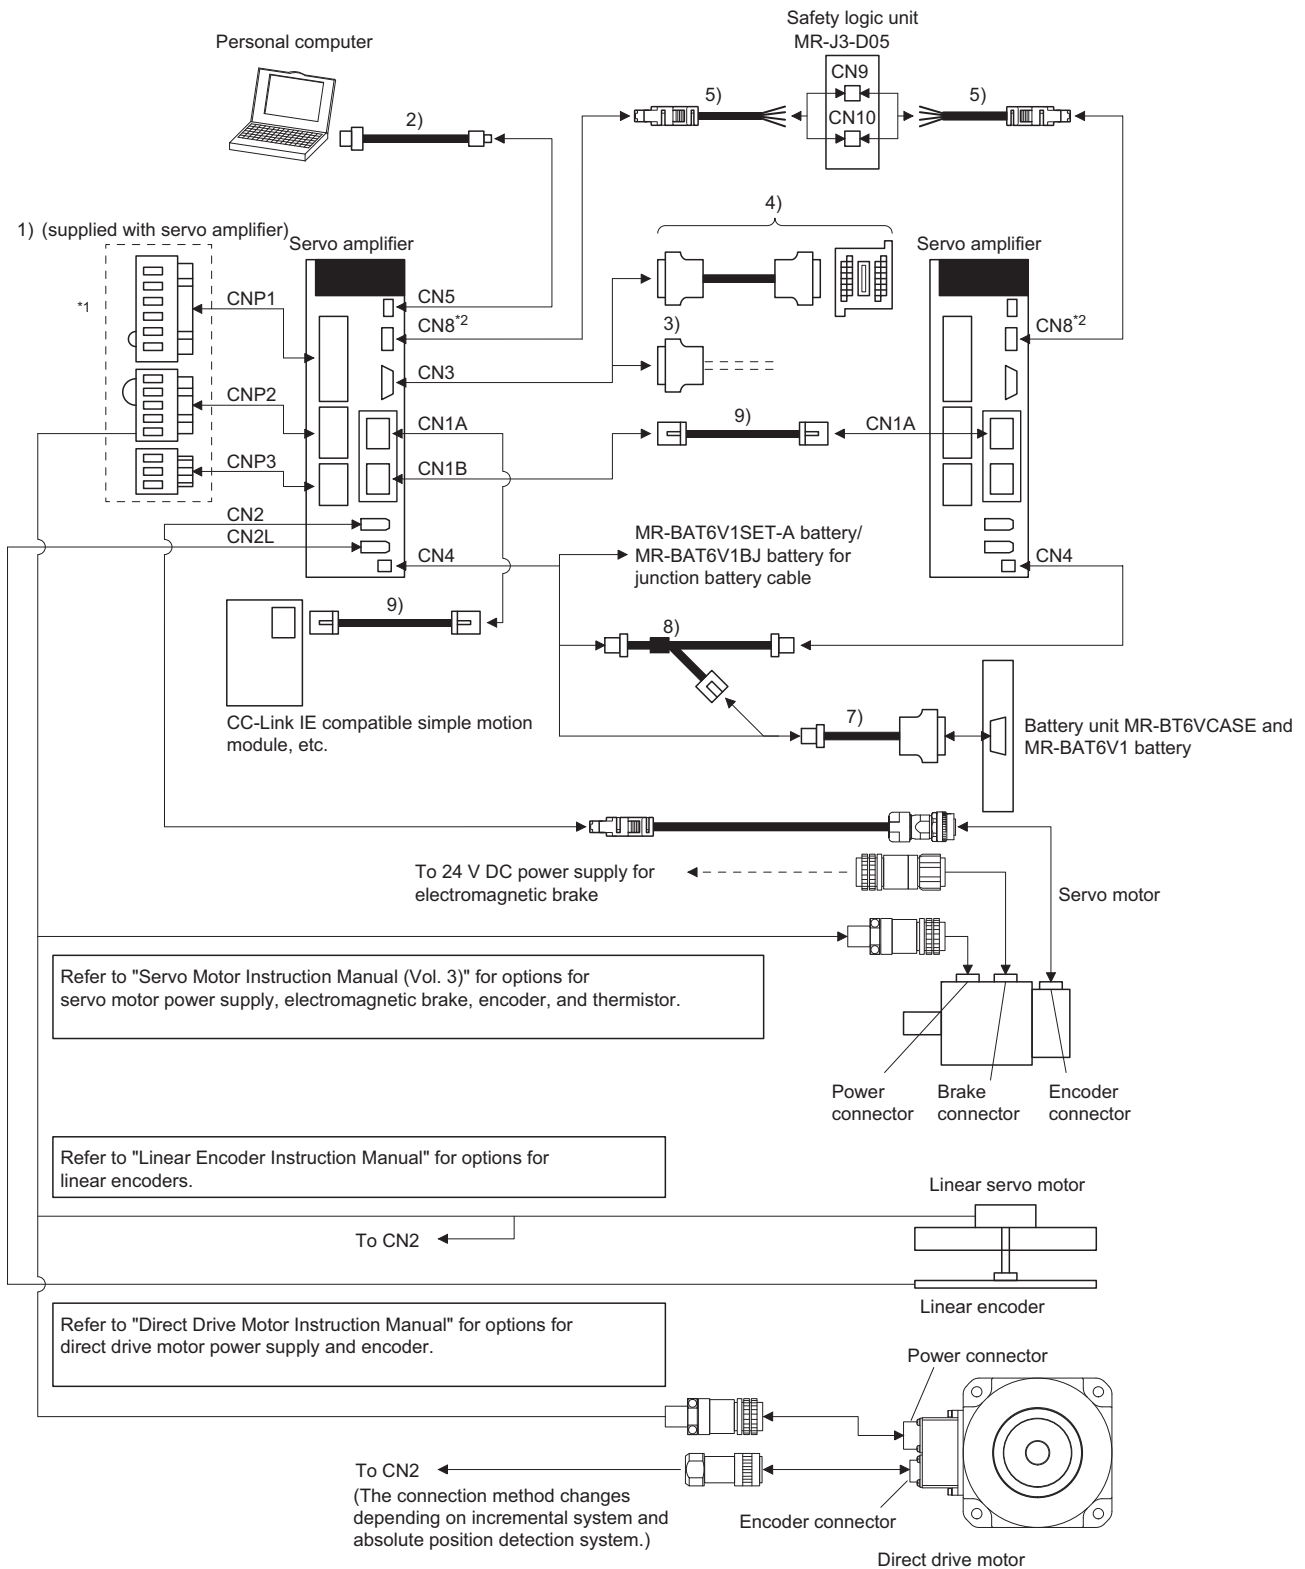 Safety logic unit
MR-J3-D05
Personal computer
CN9
CN10
5)
5)
2)
4)
1) (supplied with servo amplifier)
Servo amplifier
Servo amplifier
*1
CNP1
CN5
CN8*2
3)
CN8*2
CN3
CNP2
CN1A
9)
CN1A
CNP3
CN1B
CN2
CN2L
CN4
MR-BAT6V1SET-A battery/
MR-BAT6V1BJ battery for
junction battery cable
CN4
9)
8)
CC-Link IE compatible simple motion
module, etc.
7)
Battery unit MR-BT6VCASE and
MR-BAT6V1 battery
To 24 V DC power supply for
electromagnetic brake
Servo motor
Refer to "Servo Motor Instruction Manual (Vol. 3)" for options for
servo motor power supply, electromagnetic brake, encoder, and thermistor.
Power
connector
Brake
connector
Encoder
connector
Refer to "Linear Encoder Instruction Manual" for options for
linear encoders.
Linear servo motor
To CN2
Linear encoder
Refer to "Direct Drive Motor Instruction Manual" for options for
direct drive motor power supply and encoder.
Power connector
To CN2
(The connection method changes
depending on incremental system and
absolute position detection system.)
Encoder connector
Direct drive motor